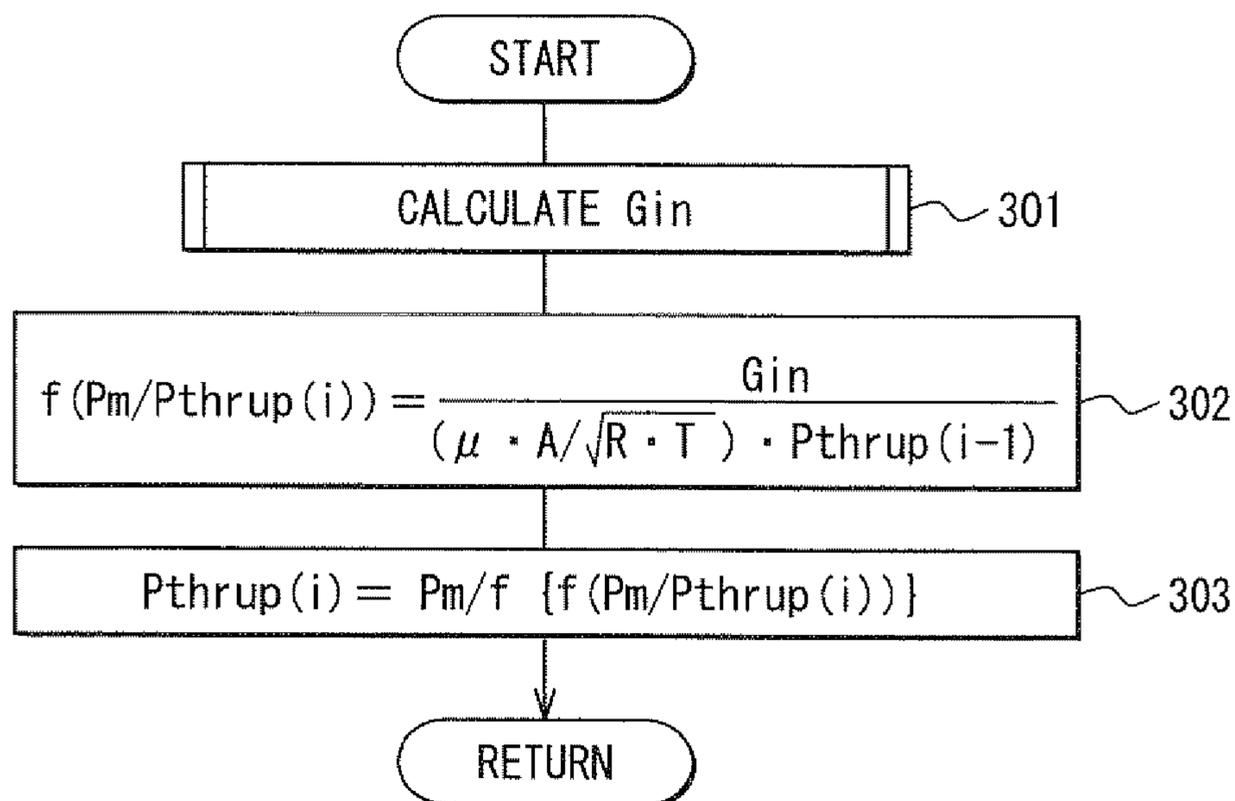 START
CALCULATE Gin
301
Gin
f(Pm/Pthrup(i))=
(μ・A/√R・T)・Pthrup(i-1)
302
Pthrup(i)= Pm/f {f(Pm/Pthrup(i))}
303
RETURN